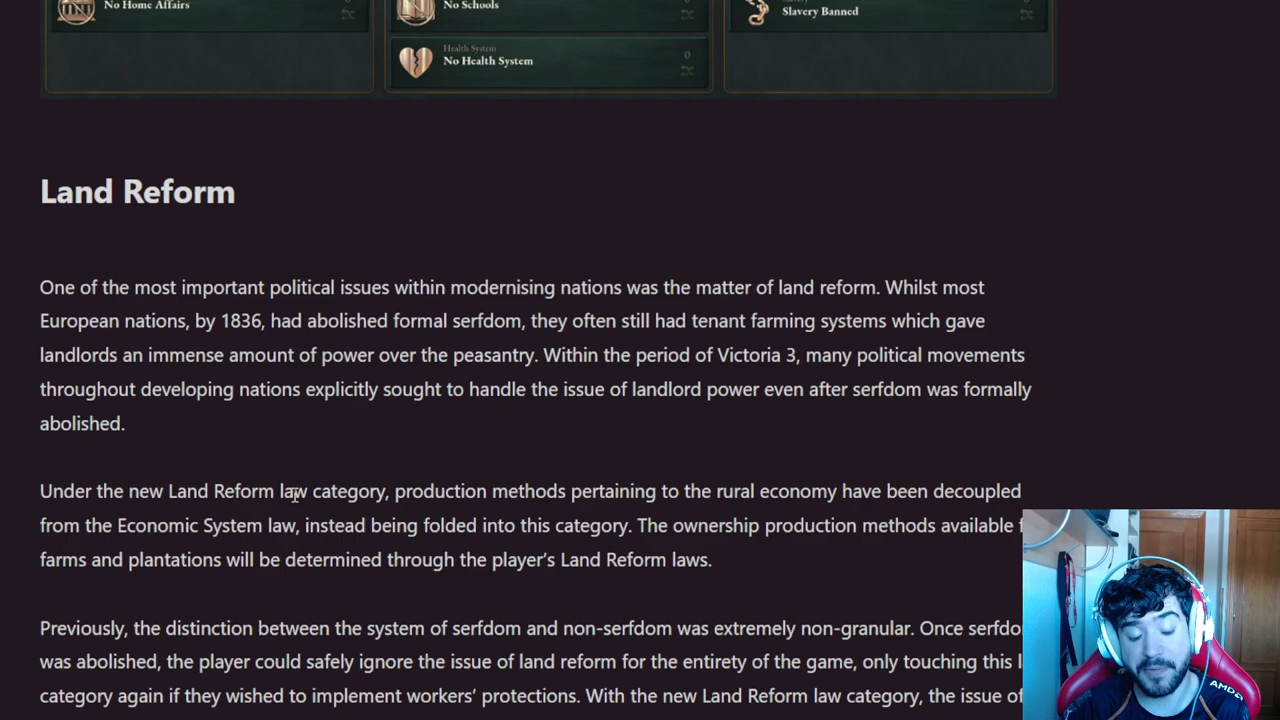 No Home Affairs
0
No Schools
0
Slavery Banned
0
Health System
No Health System
0
Land Reform
One of the most important political issues within modernising nations was the matter of land reform. Whilst most
European nations, by 1836, had abolished formal serfdom, they often still had tenant farming systems which gave
landlords an immense amount of power over the peasantry. Within the period of Victoria 3, many political movements
throughout developing nations explicitly sought to handle the issue of landlord power even after serfdom was formally
abolished.
Under the new Land Reform law category, production methods pertaining to the rural economy have been decoupled
from the Economic System law, instead being folded into this category. The ownership production methods available
farms and plantations will be determined through the player’s Land Reform laws.
Previously, the distinction between the system of serfdom and non-serfdom was extremely non-granular. Once
was abolished, the player could safely ignore the issue of land reform for the entirety of the game, only touching this
category again if they wished to implement workers’ protections. With the new Land Reform law category, the issue of
AMD